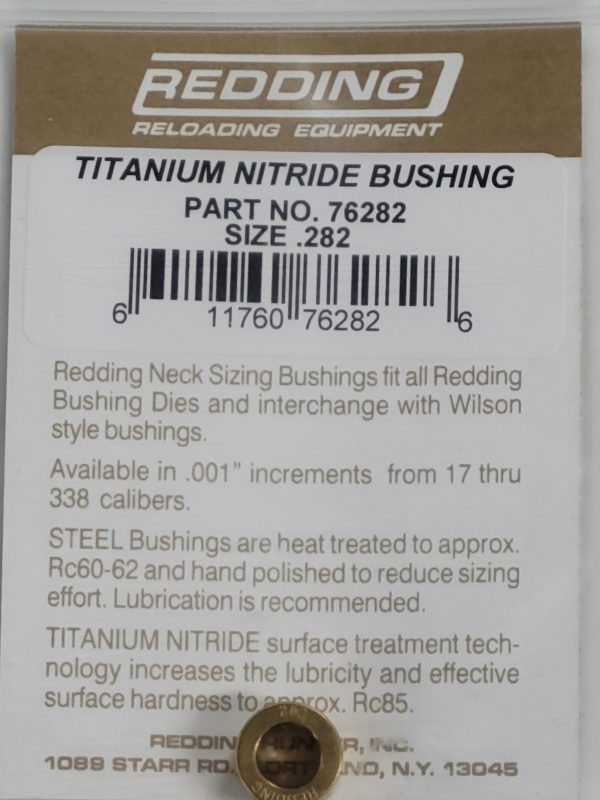 REDDING
RELOADING EQUIPMENT
TITANIUM NITRIDE BUSHING
PART NO. 76282
SIZE .282
6 11760 76282 6
Redding Neck Sizing Bushings fit all Redding
Bushing Dies and interchange with Wilson
style bushings.
Available in .001" increments from 17 thru
338 calibers.
STEEL Bushings are heat treated to approx.
Rc60-62 and hand polished to reduce sizing
effort. Lubrication is recommended.
TITANIUM NITRIDE surface treatment tech-
nology increases the lubricity and effective
surface hardness to approx. Rc85.
REDDIN R, INC.
1089 STARR RD. ND, N.Y. 13045
REDDING